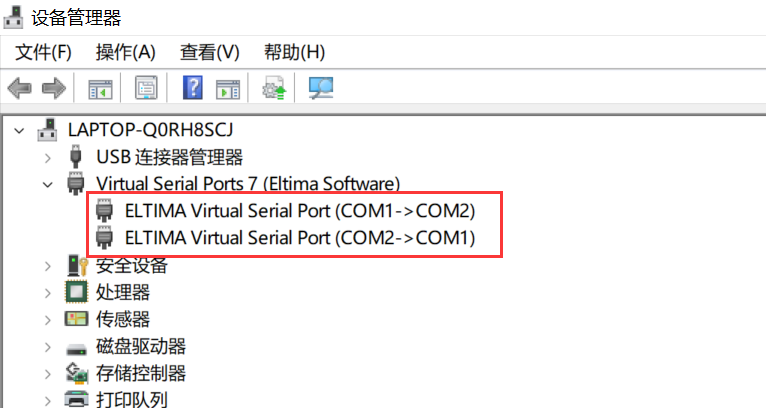 设备管理器
文件(F) 操作(A) 查看(V) 帮助(H)
LAPTOP-Q0RH8SCJ
USB 连接器管理器
Virtual Serial Ports 7 (Eltima Software)
ELTIMA Virtual Serial Port (COM1->COM2)
ELTIMA Virtual Serial Port (COM2->COM1)
安全设备
处理器
传感器
磁盘驱动器
存储控制器
打印队列